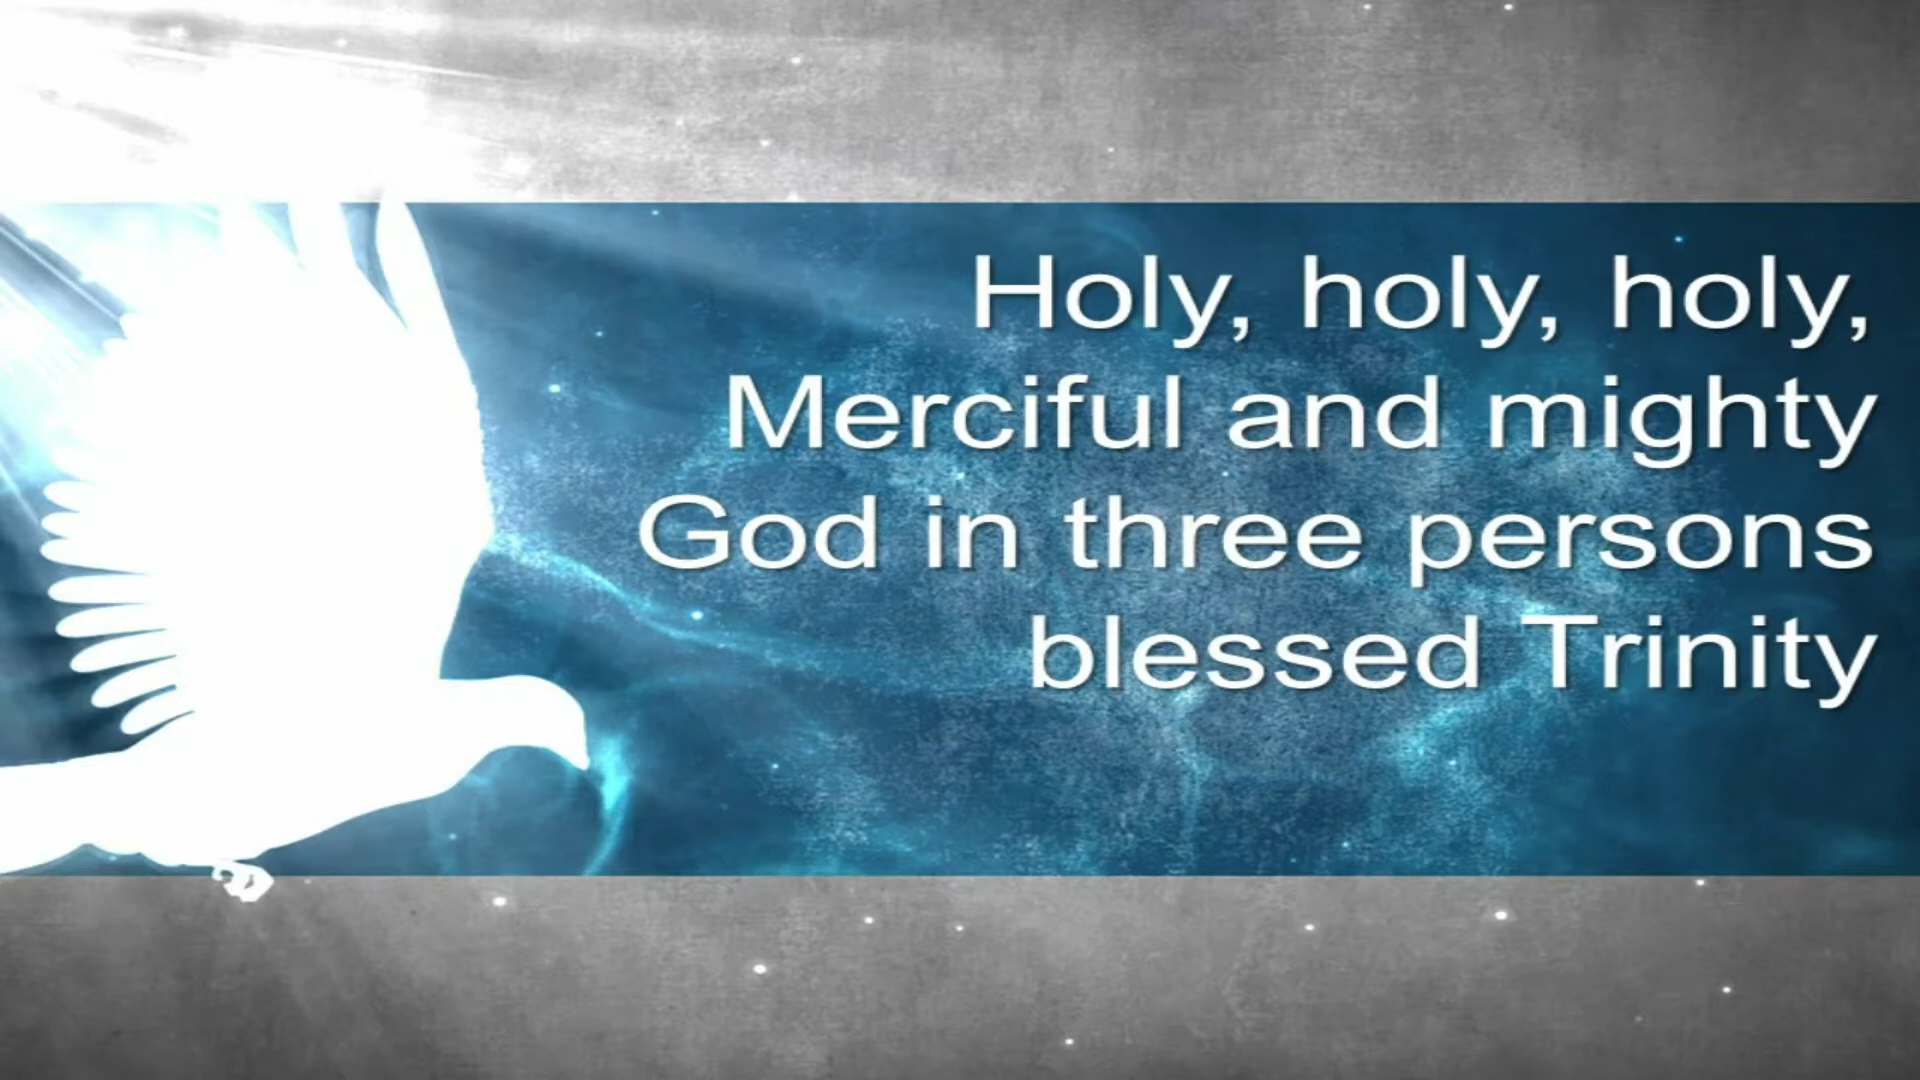 Holy, holy, holy,
Merciful and mighty
God in three persons
blessed Trinity